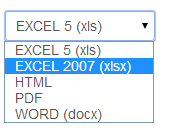 EXCEL 5 (xls)
EXCEL 5 (xls)
EXCEL 2007 (xlsx)
HTML
PDF
WORD (docx)